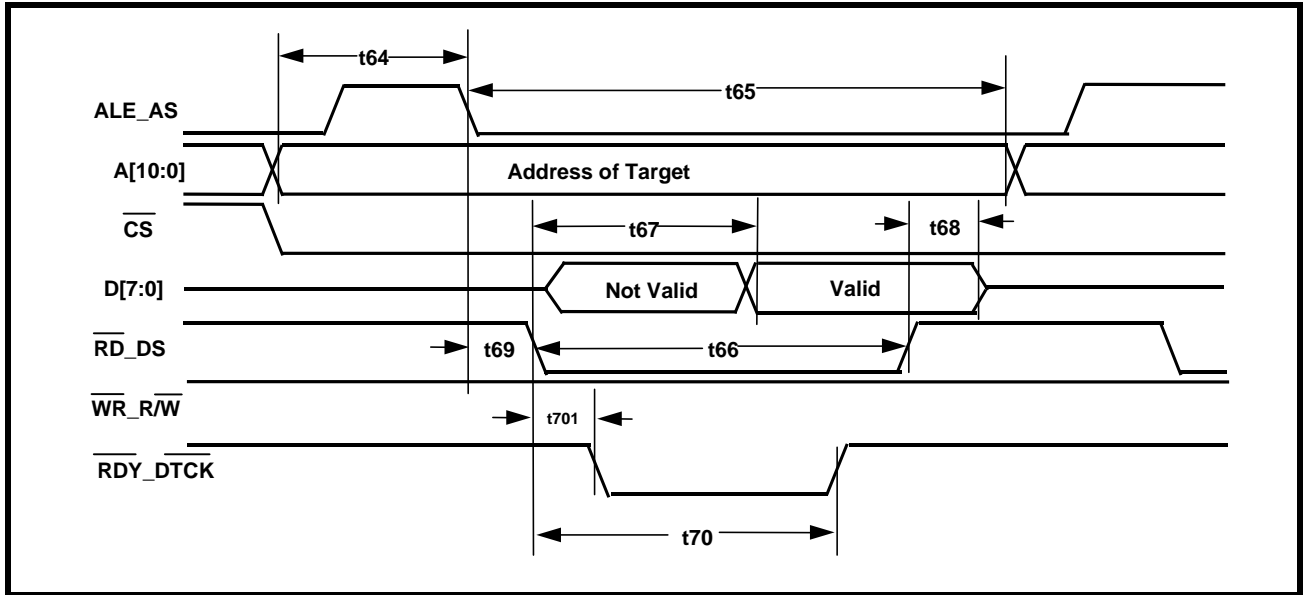 t64
t65
ALE_AS
A[10:0]
Address of Target
CS
t67
t68
D[7:0]
Not Valid
Valid
RD_DS
t69
t66
WR_R/W
t701
RDY_DTCK
t70